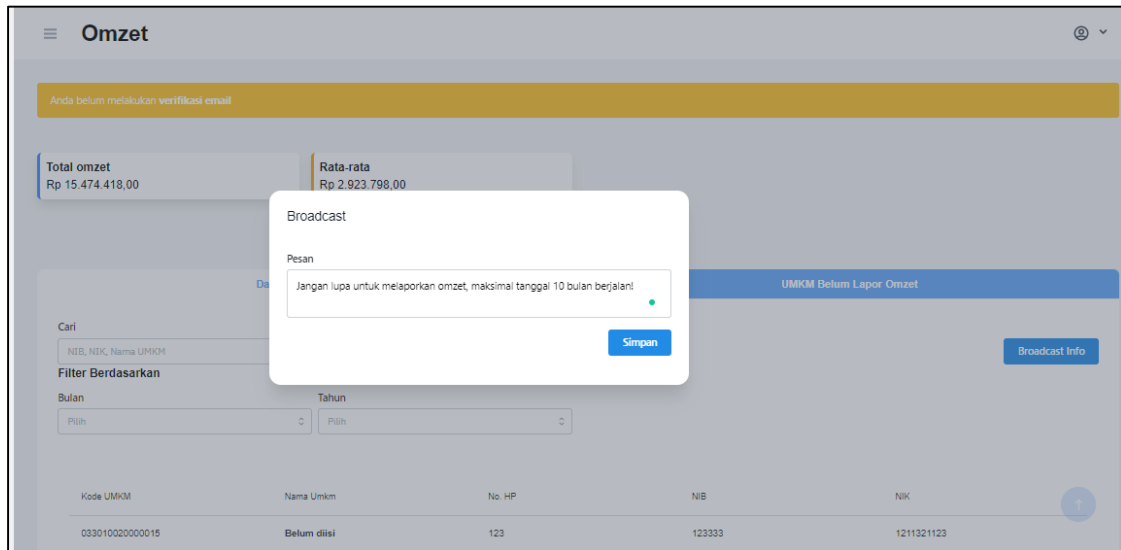 Omzet
Anda belum melakukan verifikasi email
Total omzet
Rp 15.474.418,00
Rata-rata
Rp 2.923.798,00
Broadcast
Pesan
Jangan lupa untuk melaporkan omzet, maksimal tanggal 10 bulan berjalan!
Simpan
UMKM Belum Lapor Omzet
Cari
NIB, NIK, Nama UMKM
Broadcast Info
Filter Berdasarkan
Bulan
Tahun
Pilih
Pilih
Kode UMKM Nama Umkm No. HP NIB NIK
033010020000015 Belum diisi 123 123333 1211321123